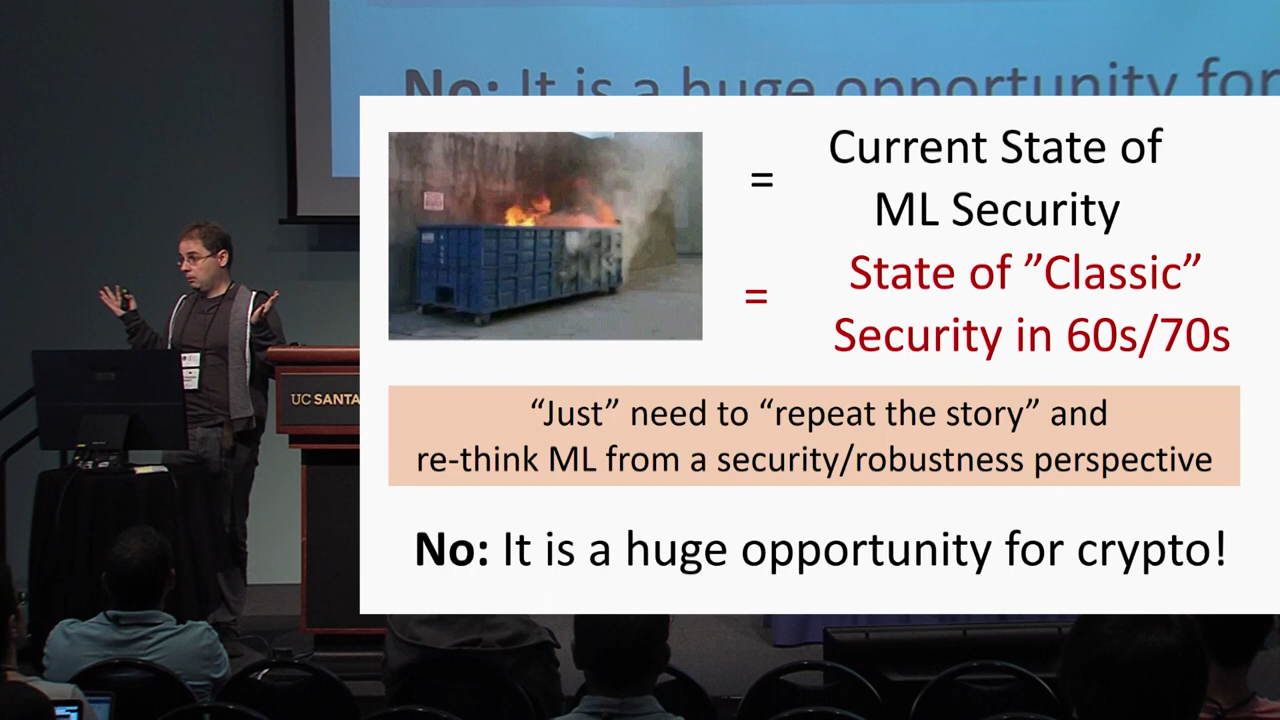 No: It is a huge opportunity for
=
Current State of
ML Security
=
State of ”Classic”
Security in 60s/70s
“Just” need to “repeat the story” and
re-think ML from a security/robustness perspective
No: It is a huge opportunity for crypto!
UC SANTA